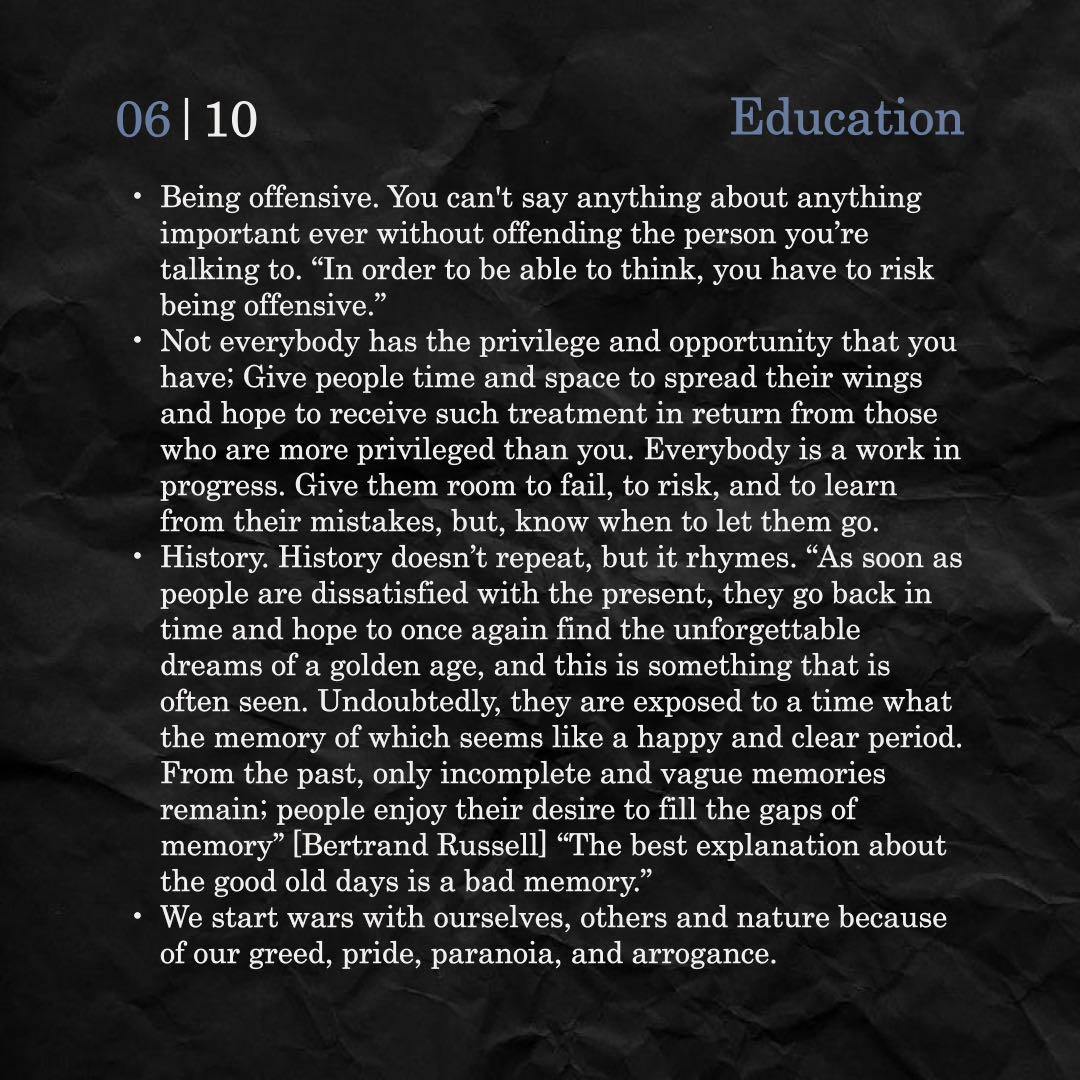 06 | 10
Education
• Being offensive. You can't say anything about anything
important ever without offending the person you’re
talking to. “In order to be able to think, you have to risk
being offensive.”
• Not everybody has the privilege and opportunity that you
have; Give people time and space to spread their wings
and hope to receive such treatment in return from those
who are more privileged than you. Everybody is a work in
progress. Give them room to fail, to risk, and to learn
from their mistakes, but, know when to let them go.
• History. History doesn’t repeat, but it rhymes. “As soon as
people are dissatisfied with the present, they go back in
time and hope to once again find the unforgettable
dreams of a golden age, and this is something that is
often seen. Undoubtedly, they are exposed to a time what
the memory of which seems like a happy and clear period.
From the past, only incomplete and vague memories
remain; people enjoy their desire to fill the gaps of
memory” [Bertrand Russell] “The best explanation about
the good old days is a bad memory.”
• We start wars with ourselves, others and nature because
of our greed, pride, paranoia, and arrogance.